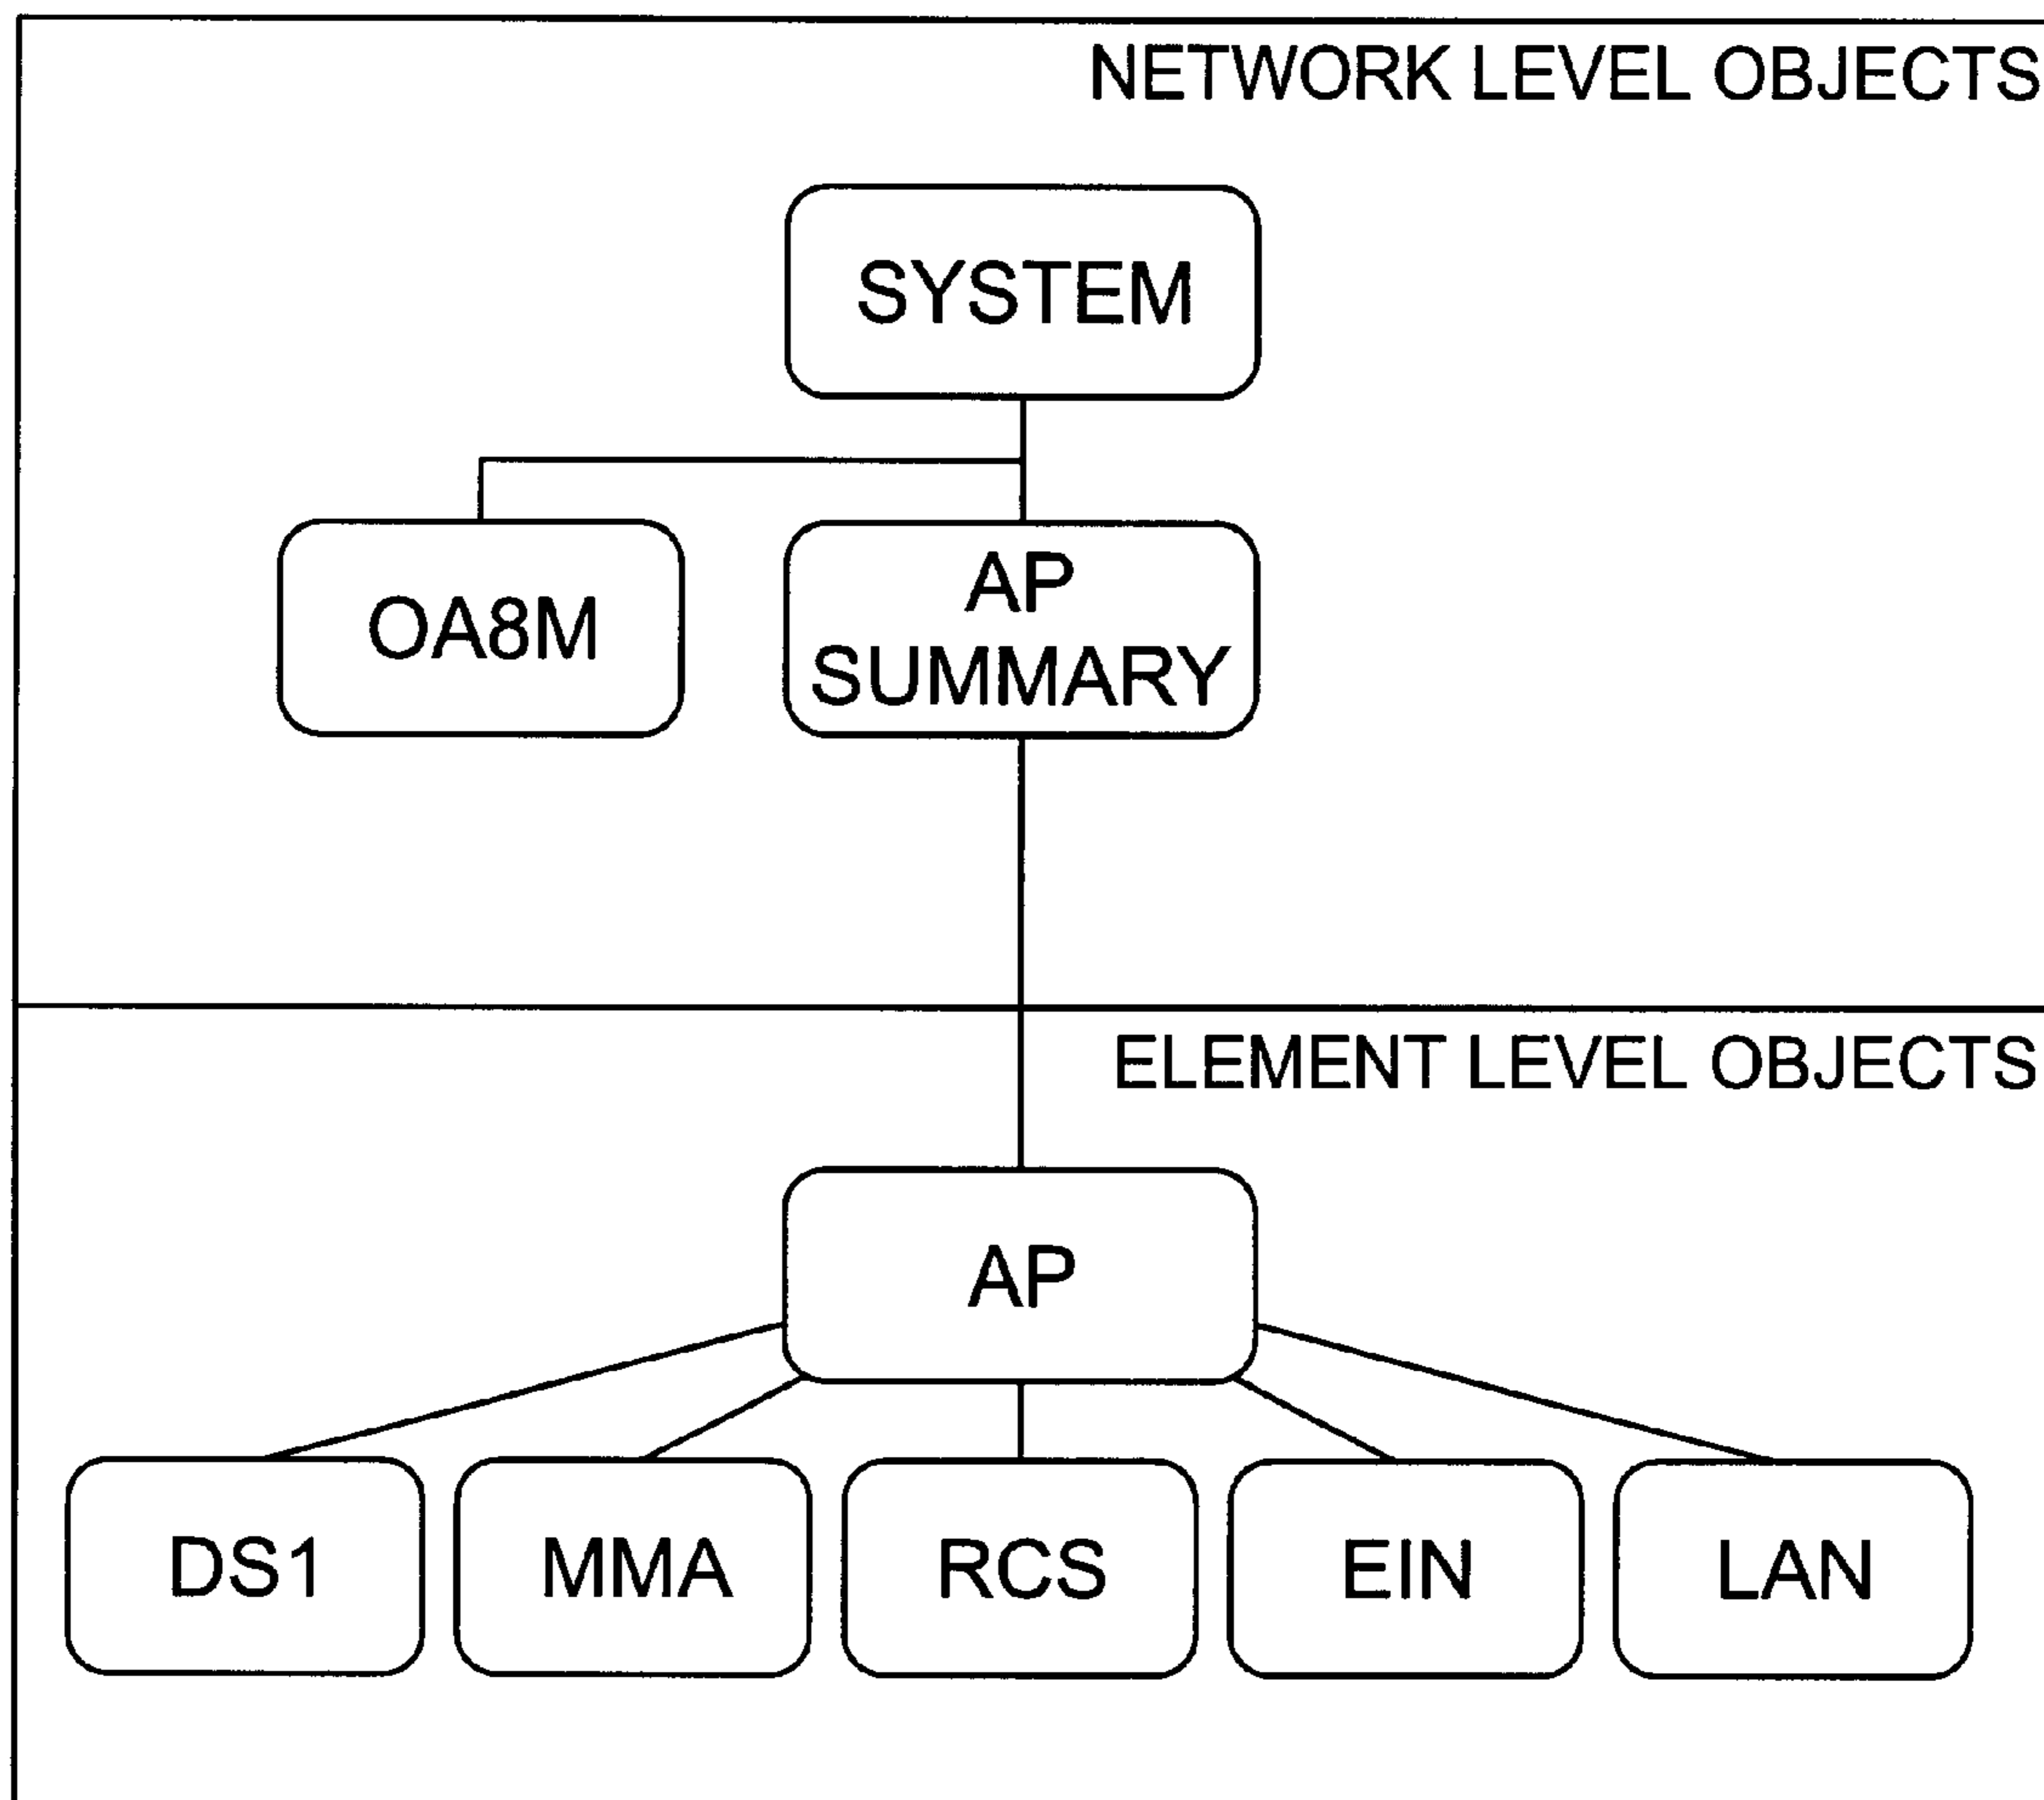 NETWORK LEVEL OBJECTS
SYSTEM
OA8M
AP
SUMMARY
ELEMENT LEVEL OBJECTS
AP
DS1
MMA
RCS
EIN
LAN